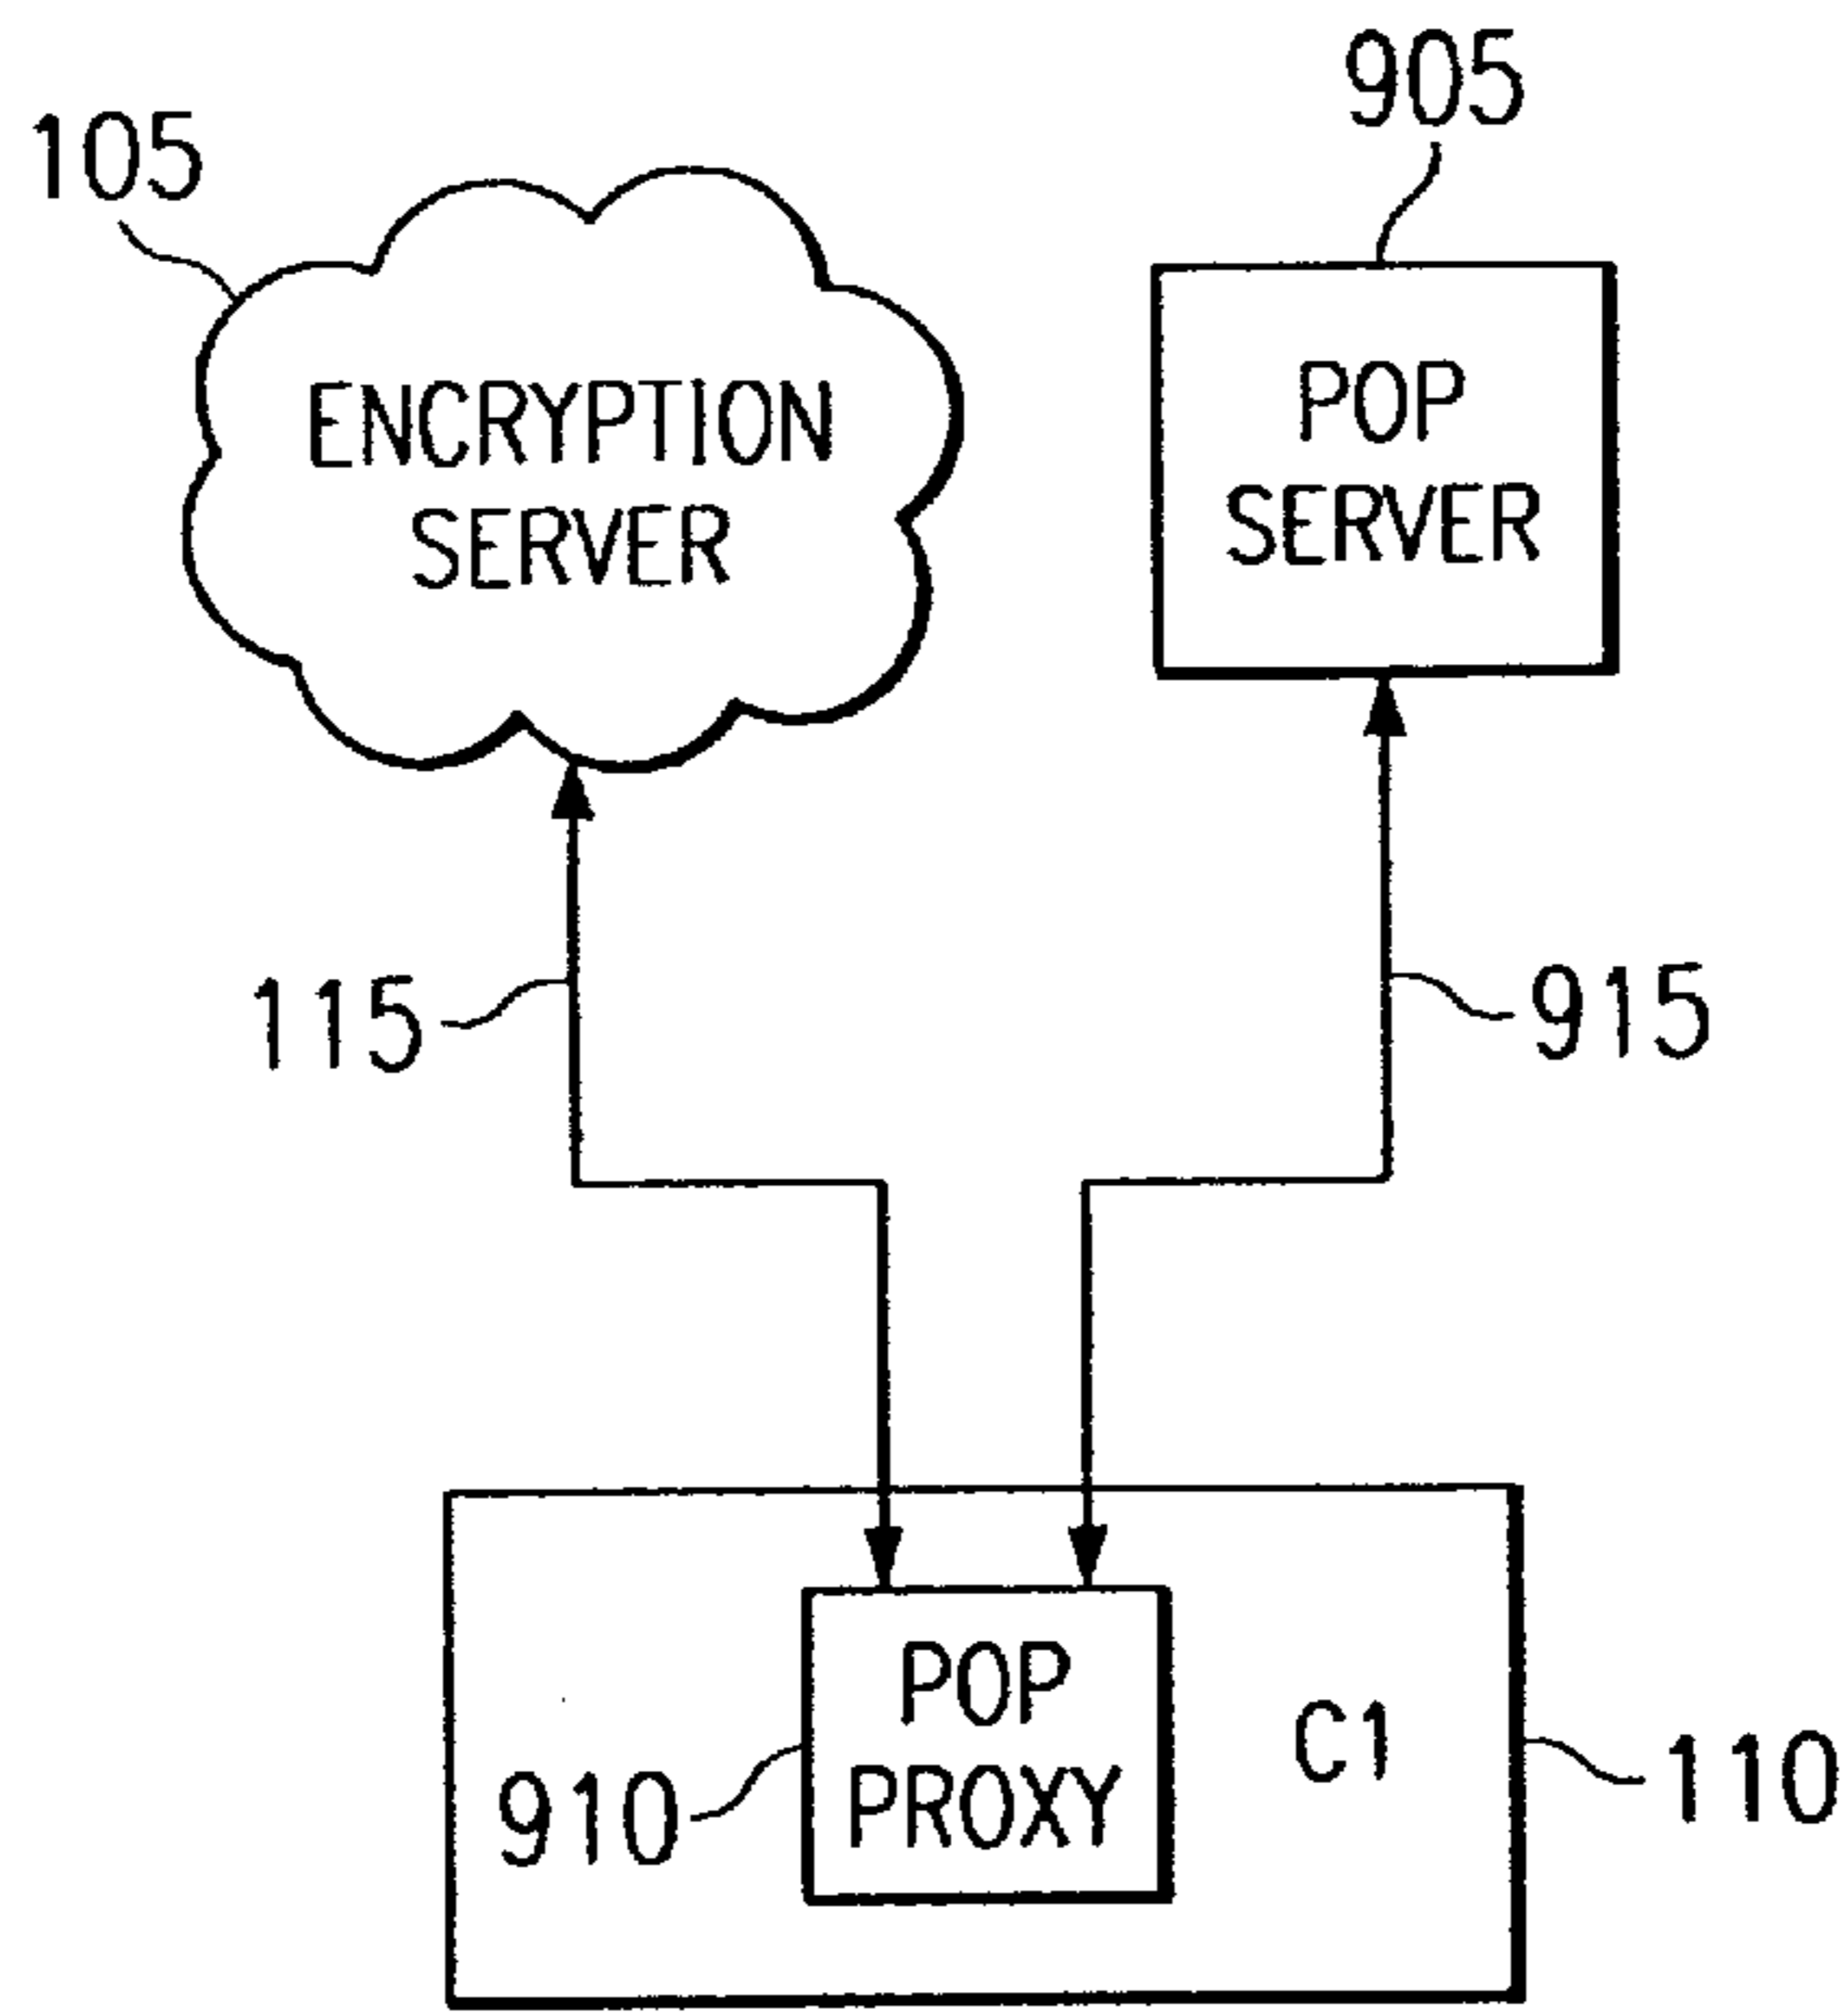 905
105
ENCRYPTION
SERVER
POP
SERVER
115
915
POP
PROXY
C1
910
110